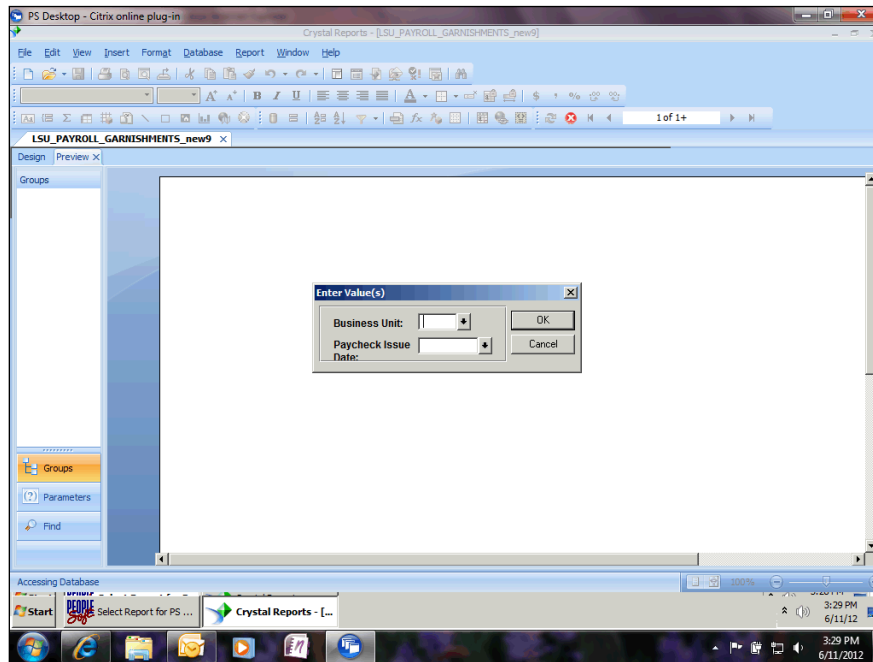 PS Desktop - Citrix online plug-in
Crystal Reports - [LSU_PAYROLL_GARNISHMENTS_new9]
File Edit View Insert Format Database Report Window Help
A A B I U A $ , %
1 of 1+
LSU_PAYROLL_GARNISHMENTS_new9
Design Preview
Groups
Enter Value(s)
Business Unit:
OK
Paycheck Issue Date:
Cancel
Groups
Parameters
Find
Accessing Database
100%
Start
PEOPLE Soft
Select Report for PS ...
Crystal Reports - [...
3:29 PM
6/11/12
3:29 PM
6/11/2012